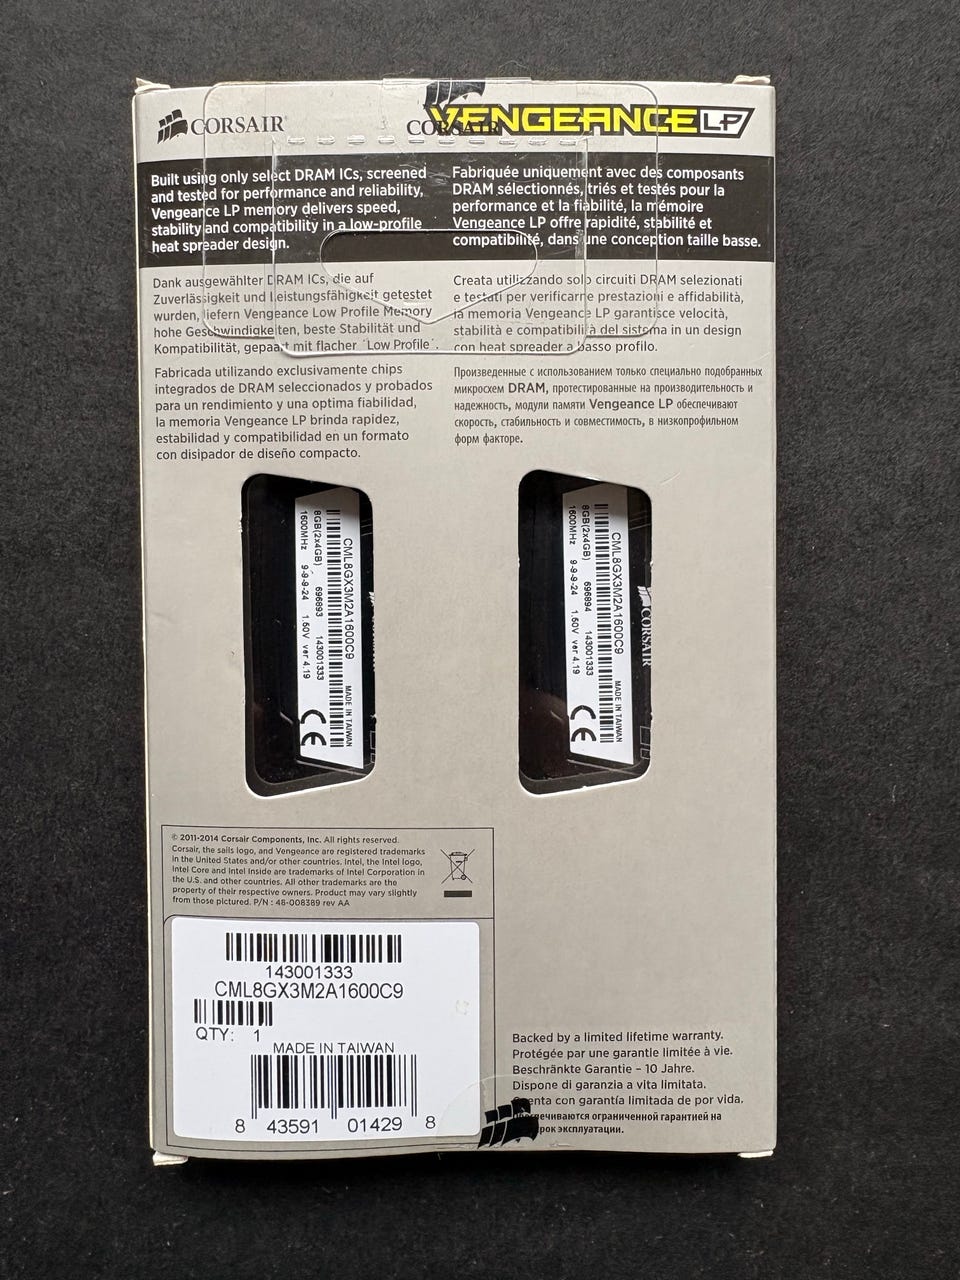 CORSAIR
CORSAIR
VENGEANCE LP
Built using only select DRAM ICs, screened
and tested for performance and reliability,
Vengeance LP memory delivers speed,
stability and compatibility in a low-profile
heat spreader design.
Fabriquée uniquement avec des composants
DRAM sélectionnés, triés et testés pour la
performance et la fiabilité, la mémoire
Vengeance LP offre rapidité, stabilité et
compatibilité, dans une conception taille basse.
Dank ausgewählter DRAM ICs, die auf
Zuverlässigkeit und Leistungsfähigkeit getestet
wurden, liefern Vengeance Low Profile Memory
hohe Geschwindigkeiten, beste Stabilität und
Kompatibilität, gepaart mit flacher ´Low Profile´.
Creata utilizzando solo circuiti DRAM selezionati
e testati per verificarne prestazioni e affidabilità,
la memoria Vengeance LP garantisce velocità,
stabilità e compatibilità del sistema in un design
con heat spreader a basso profilo.
Fabricada utilizando exclusivamente chips
integrados de DRAM seleccionados y probados
para un rendimiento y una optima fiabilidad,
la memoria Vengeance LP brinda rapidez,
estabilidad y compatibilidad en un formato
con disipador de diseño compacto.
Произведенные с использованием только специально подобранных
микросхем DRAM, протестированные на производительность и
надежность, модули памяти Vengeance LP обеспечивают
скорость, стабильность и совместимость, в низкопрофильном
форм факторе.
CML8GX3M2A1600C9
MADE IN TAIWAN
8GB(2x4GB) 696893 143001333
1600MHz 9-9-9-24 1.50V ver 4.19
CE
CORSAIR
CML8GX3M2A1600C9
MADE IN TAIWAN
8GB(2x4GB) 696894 143001333
1600MHz 9-9-9-24 1.50V ver 4.19
CE
© 2011-2014 Corsair Components, Inc. All rights reserved.
Corsair, the sails logo, and Vengeance are registered trademarks
in the United States and/or other countries. Intel, the Intel logo,
Intel Core and Intel Inside are trademarks of Intel Corporation in
the U.S. and other countries. All other trademarks are the
property of their respective owners. Product may vary slightly
from those pictured. P/N : 48-008389 rev AA
143001333
CML8GX3M2A1600C9
QTY: 1
MADE IN TAIWAN
8 43591 01429 8
Backed by a limited lifetime warranty.
Protégée par une garantie limitée à vie.
Beschränkte Garantie – 10 Jahre.
Dispone di garanzia a vita limitata.
con garantía limitada de por vida.
ограниченной гарантией на
эксплуатации.